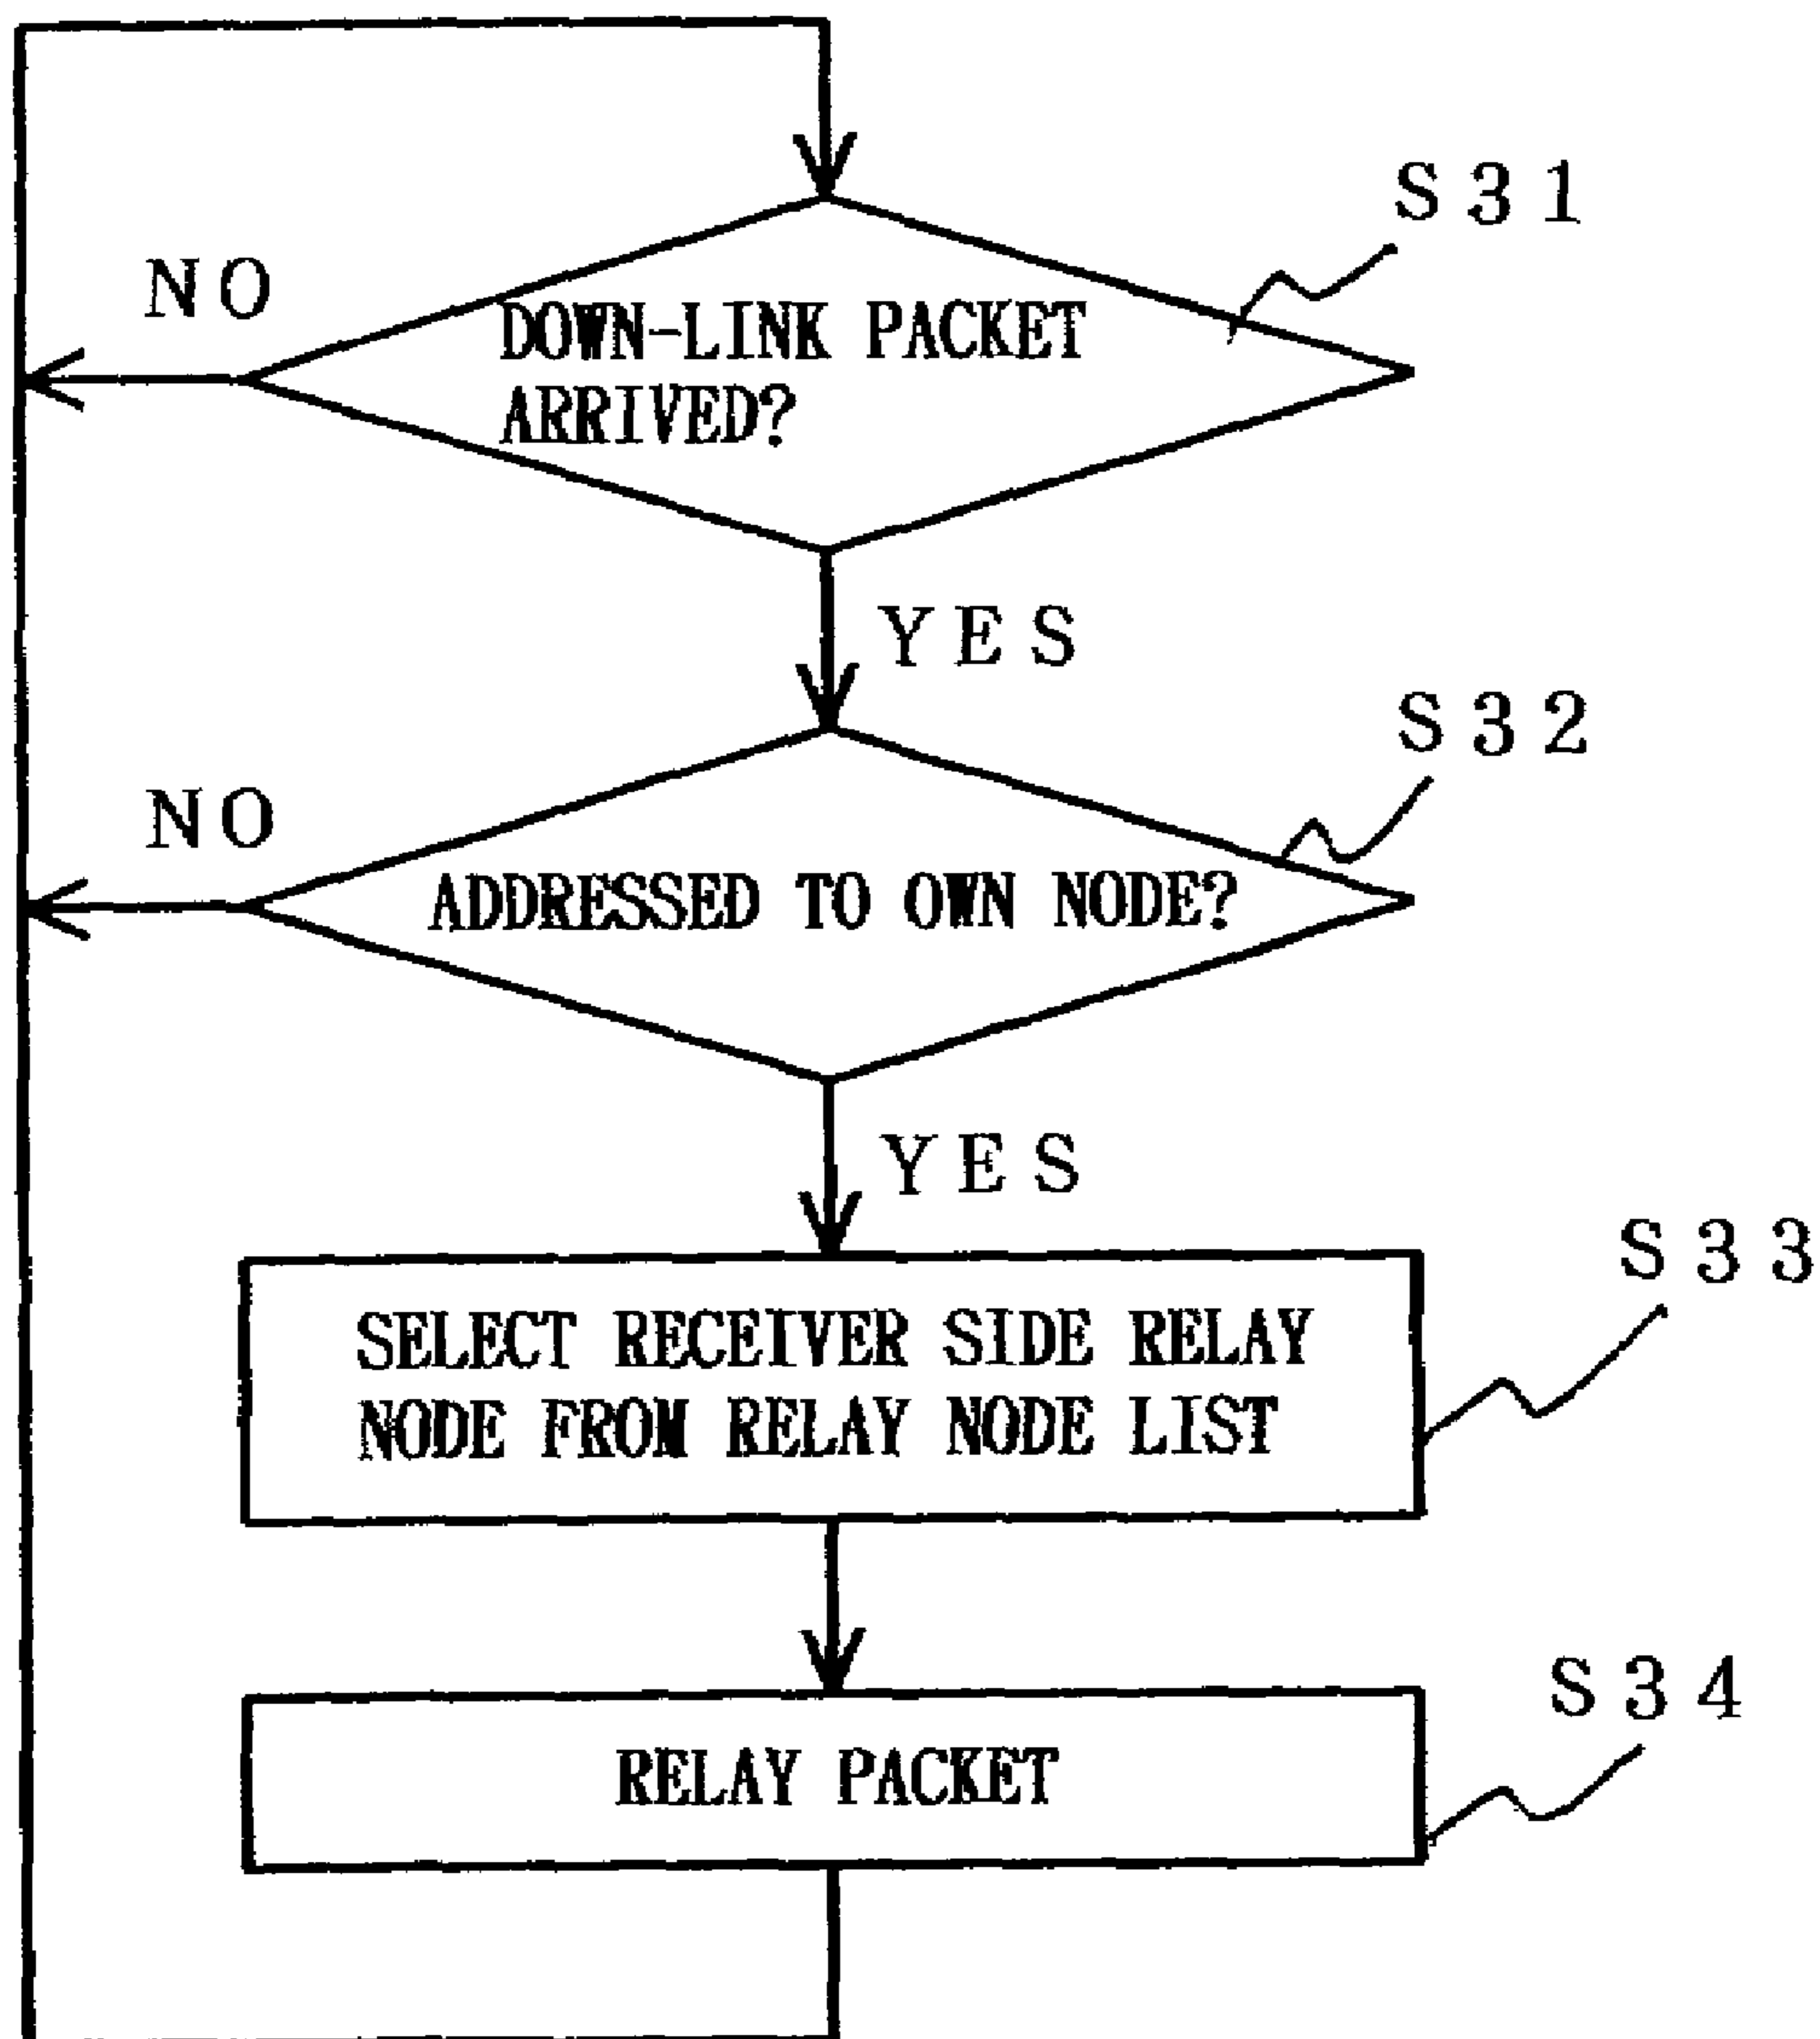 S31
NO
DOWN-LINK PACKET
ARRIVED?
YES
S32
NO
ADDRESSED TO OWN NODE?
YES
S33
SELECT RECEIVER SIDE RELAY
NODE FROM RELAY NODE LIST
S34
RELAY PACKET